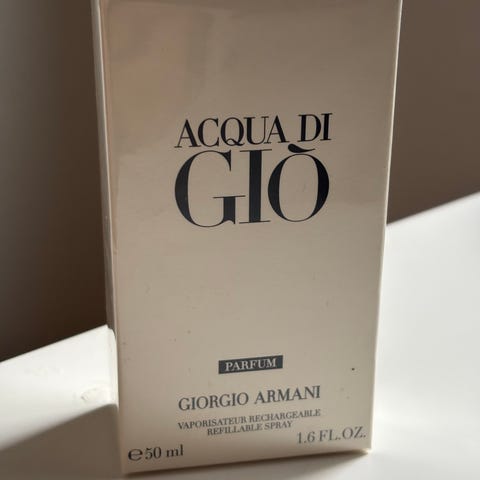 ACQUA DI
GIÒ
PARFUM
GIORGIO ARMANI
VAPORISATEUR RECHARGEABLE
REFILLABLE SPRAY
℮50 ml
1.6 FL.OZ.